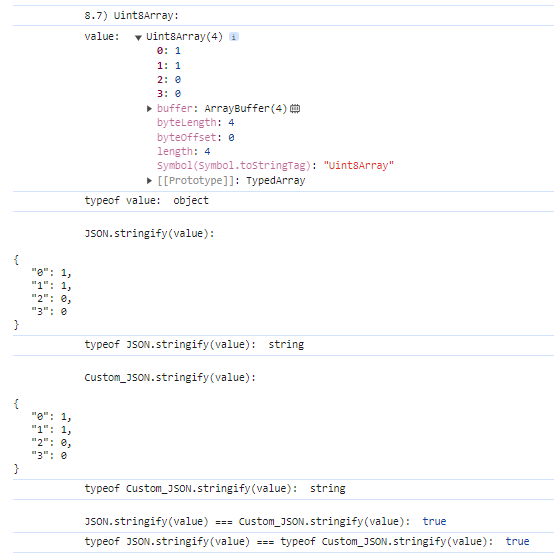 8.7) Uint8Array:
value: ▼ Uint8Array(4) i
0: 1
1: 1
2: 0
3: 0
▶ buffer: ArrayBuffer(4)
byteLength: 4
byteOffset: 0
length: 4
Symbol(Symbol.toStringTag): "Uint8Array"
▶ [[Prototype]]: TypedArray
typeof value: object
JSON.stringify(value):
{
"0": 1,
"1": 1,
"2": 0,
"3": 0
}
typeof JSON.stringify(value): string
Custom_JSON.stringify(value):
{
"0": 1,
"1": 1,
"2": 0,
"3": 0
}
typeof Custom_JSON.stringify(value): string
JSON.stringify(value) === Custom_JSON.stringify(value): true
typeof JSON.stringify(value) === typeof Custom_JSON.stringify(value): true